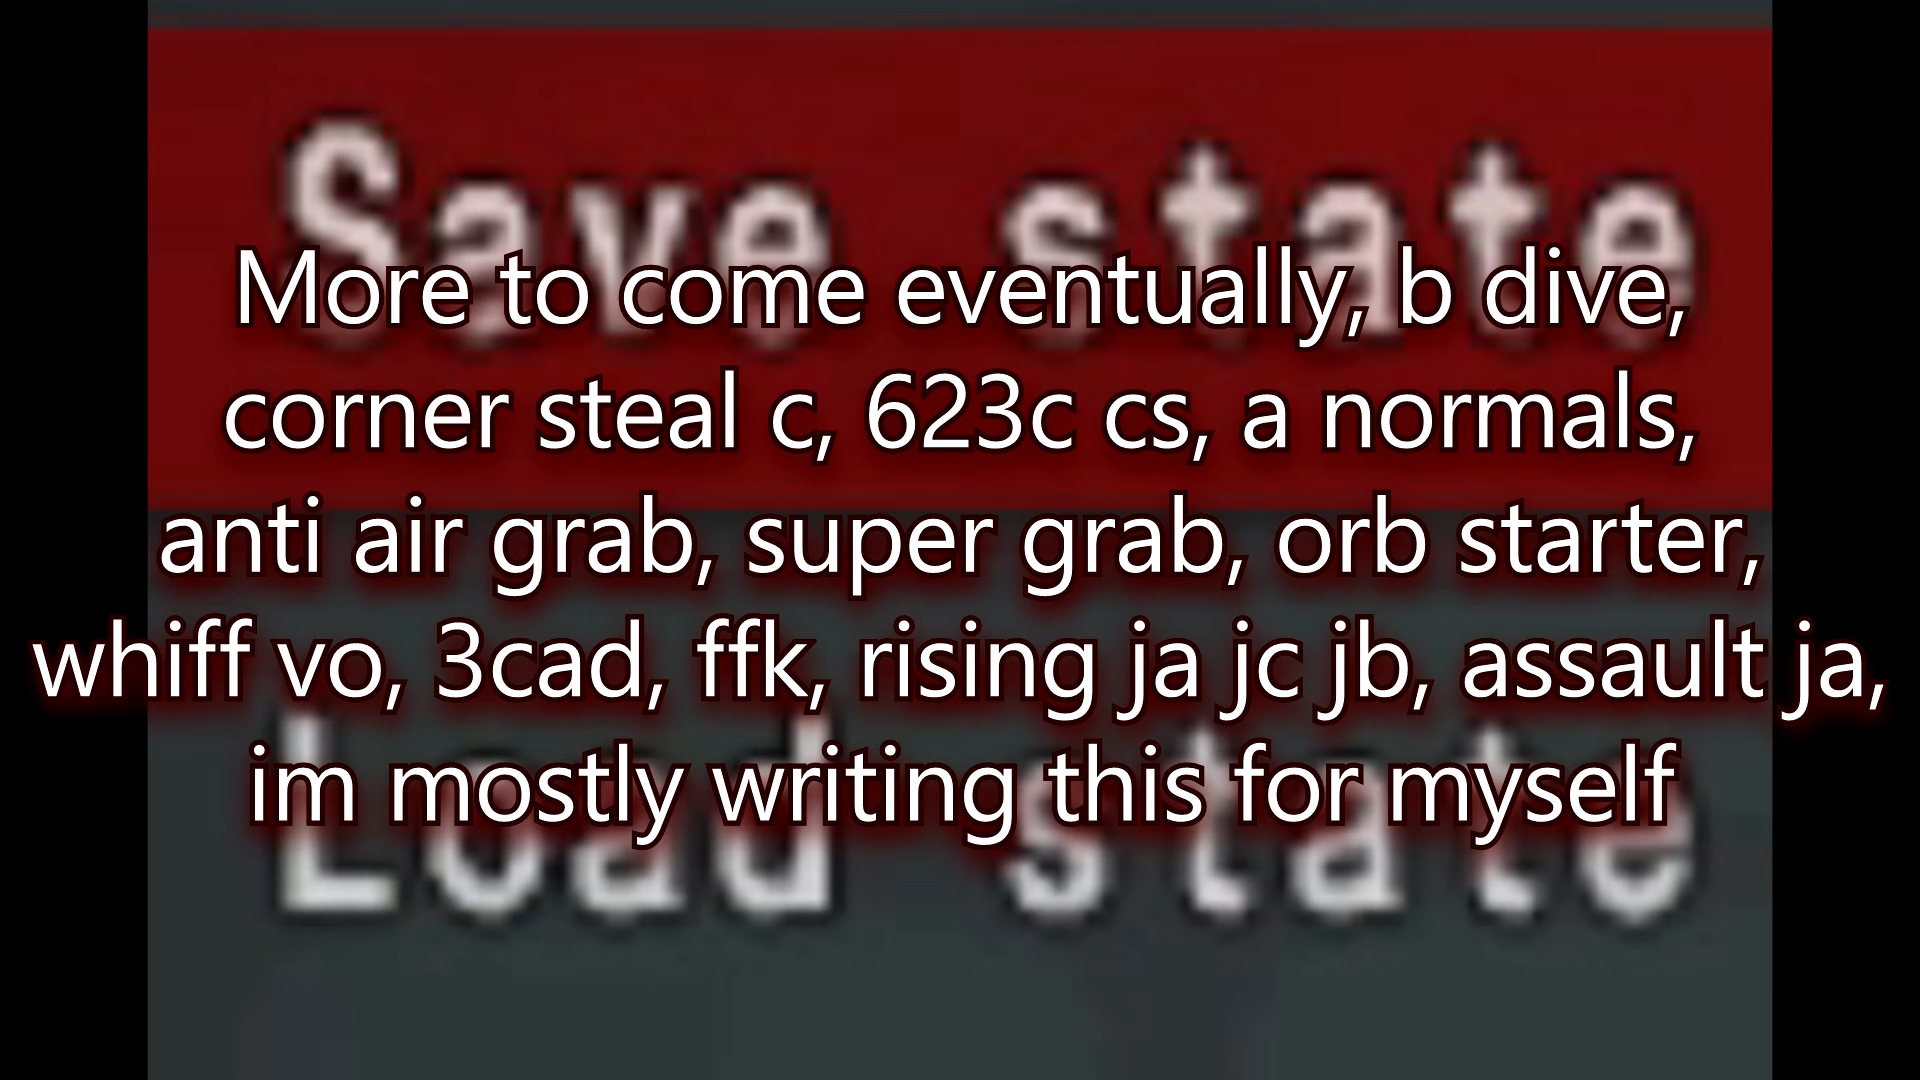 Save state
More to come eventually, b dive,
corner steal c, 623c cs, a normals,
anti air grab, super grab, orb starter,
whiff vo, 3cad, ffk, rising ja jc jb, assault ja,
im mostly writing this for myself
Load state